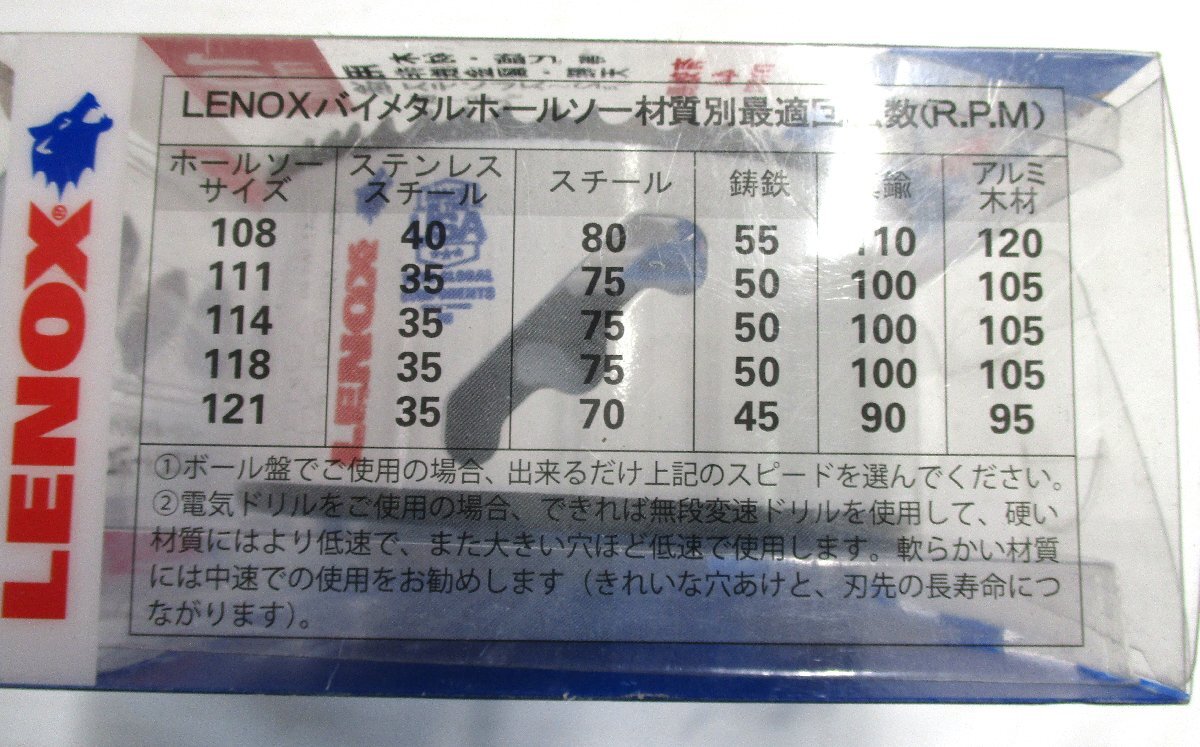 LENOX
LENOXバイメタルホールソー材質別最適回 数(R.P.M)
ホールソーサイズ ステンレススチール スチール 鋳鉄 鍮 アルミ木材
108 40 80 55 110 120
111 35 75 50 100 105
114 35 75 50 100 105
118 35 75 50 100 105
121 35 70 45 90 95
①ボール盤でご使用の場合、出来るだけ上記のスピードを選んでください。
②電気ドリルをご使用の場合、できれば無段変速ドリルを使用して、硬い
材質にはより低速で、また大きい穴ほど低速で使用します。軟らかい材質
には中速での使用をお勧めします（きれいな穴あけと、刃先の長寿命につ
ながります）。
LENOX